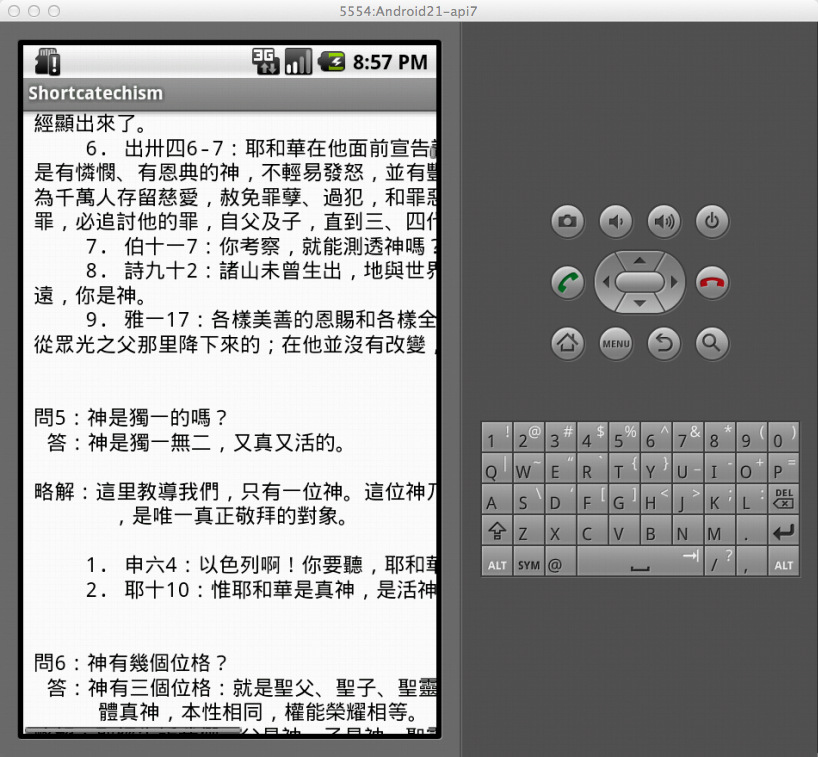 5554:Android21-api7
3G 8:57 PM
Shortcatechism
經顯出來了。
6. 出卅四6-7：耶和華在他面前宣告
是有憐憫、有恩典的神，不輕易發怒，並有豐
為千萬人存留慈愛，赦免罪孽、過犯，和罪惡
罪，必追討他的罪，自父及子，直到三、四代
7. 伯十一7：你考察，就能測透神嗎？
8. 詩九十2：諸山未曾生出，地與世界
遠，你是神。
9. 雅一17：各樣美善的恩賜和各樣全
從眾光之父那里降下來的；在他並沒有改變，
問5：神是獨一的嗎？
答：神是獨一無二，又真又活的。
略解：這里教導我們，只有一位神。這位神乃
，是唯一真正敬拜的對象。
1. 申六4：以色列啊！你要聽，耶和華
2. 耶十10：惟耶和華是真神，是活神
問6：神有幾個位格？
答：神有三個位格：就是聖父、聖子、聖靈
體真神，本性相同，權能榮耀相等。
MENU
1 ! 2 @ 3 # 4 $ 5 % 6 ^ 7 & 8 * 9 ( 0 )
Q | W ~ E “ R ` T { Y } U _ I - O + P =
A S \ D ' F [ G ] H < J > K ; L : DEL
Z X C V B N M .
ALT SYM @ / ? , ALT